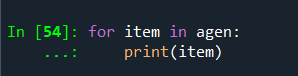 In [54]: for item in agen:
    ...:     print(item)